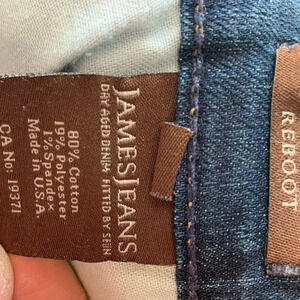 JAMES JEANS
DRY AGED DENIM FITTED BY SEUN
80% Cotton
19% Polyester
1% Spandex
Made in U.S.A.
CA No: 19371
REBOOT